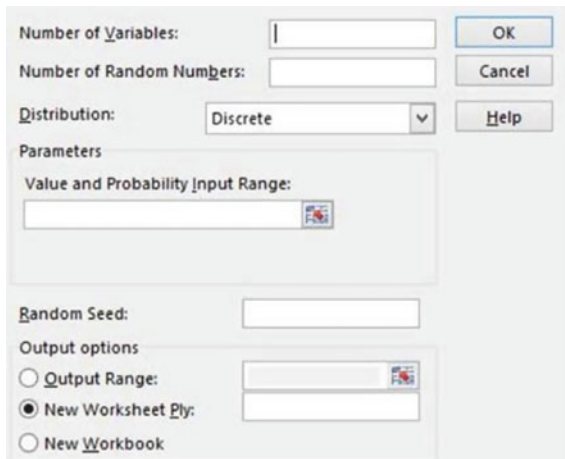 Number of Variables:
OK
Number of Random Numbers:
Cancel
Distribution:
Discrete
Help
Parameters
Value and Probability Input Range:
Random Seed:
Output options
Output Range:
New Worksheet Ply:
New Workbook